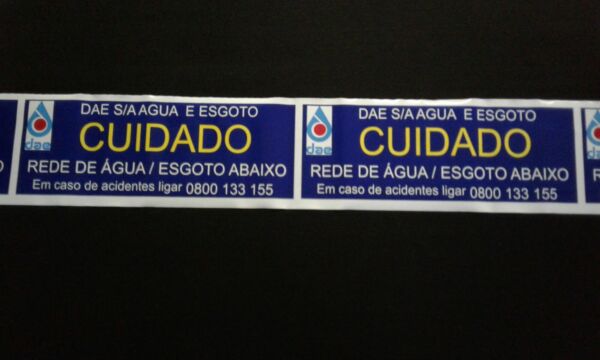 DAE S/A AGUA E ESGOTO
CUIDADO
REDE DE ÁGUA / ESGOTO ABAIXO
Em caso de acidentes ligar 0800 133 155
dae
DAE S/A AGUA E ESGOTO
CUIDADO
REDE DE ÁGUA / ESGOTO ABAIXO
Em caso de acidentes ligar 0800 133 155
dae